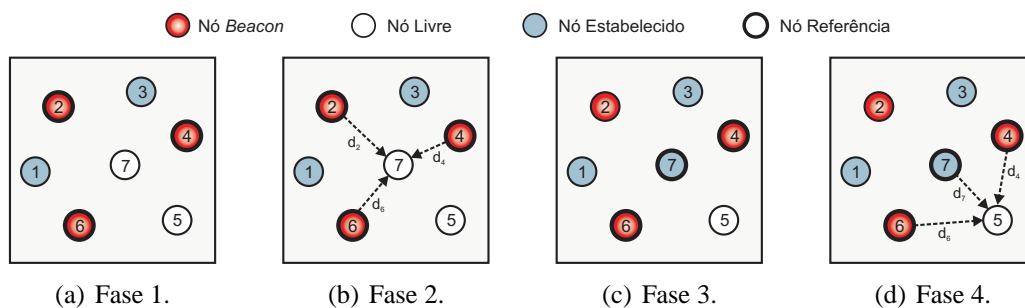 Nó Beacon Nó Livre Nó Estabelecido Nó Referência
2 3 4 7 1 6 5
2 3 4 d2 d4 7 1 d6 6 5
2 3 4 7 1 6 5
2 3 4 7 1 d7 d4 6 d6 5
(a) Fase 1. (b) Fase 2. (c) Fase 3. (d) Fase 4.